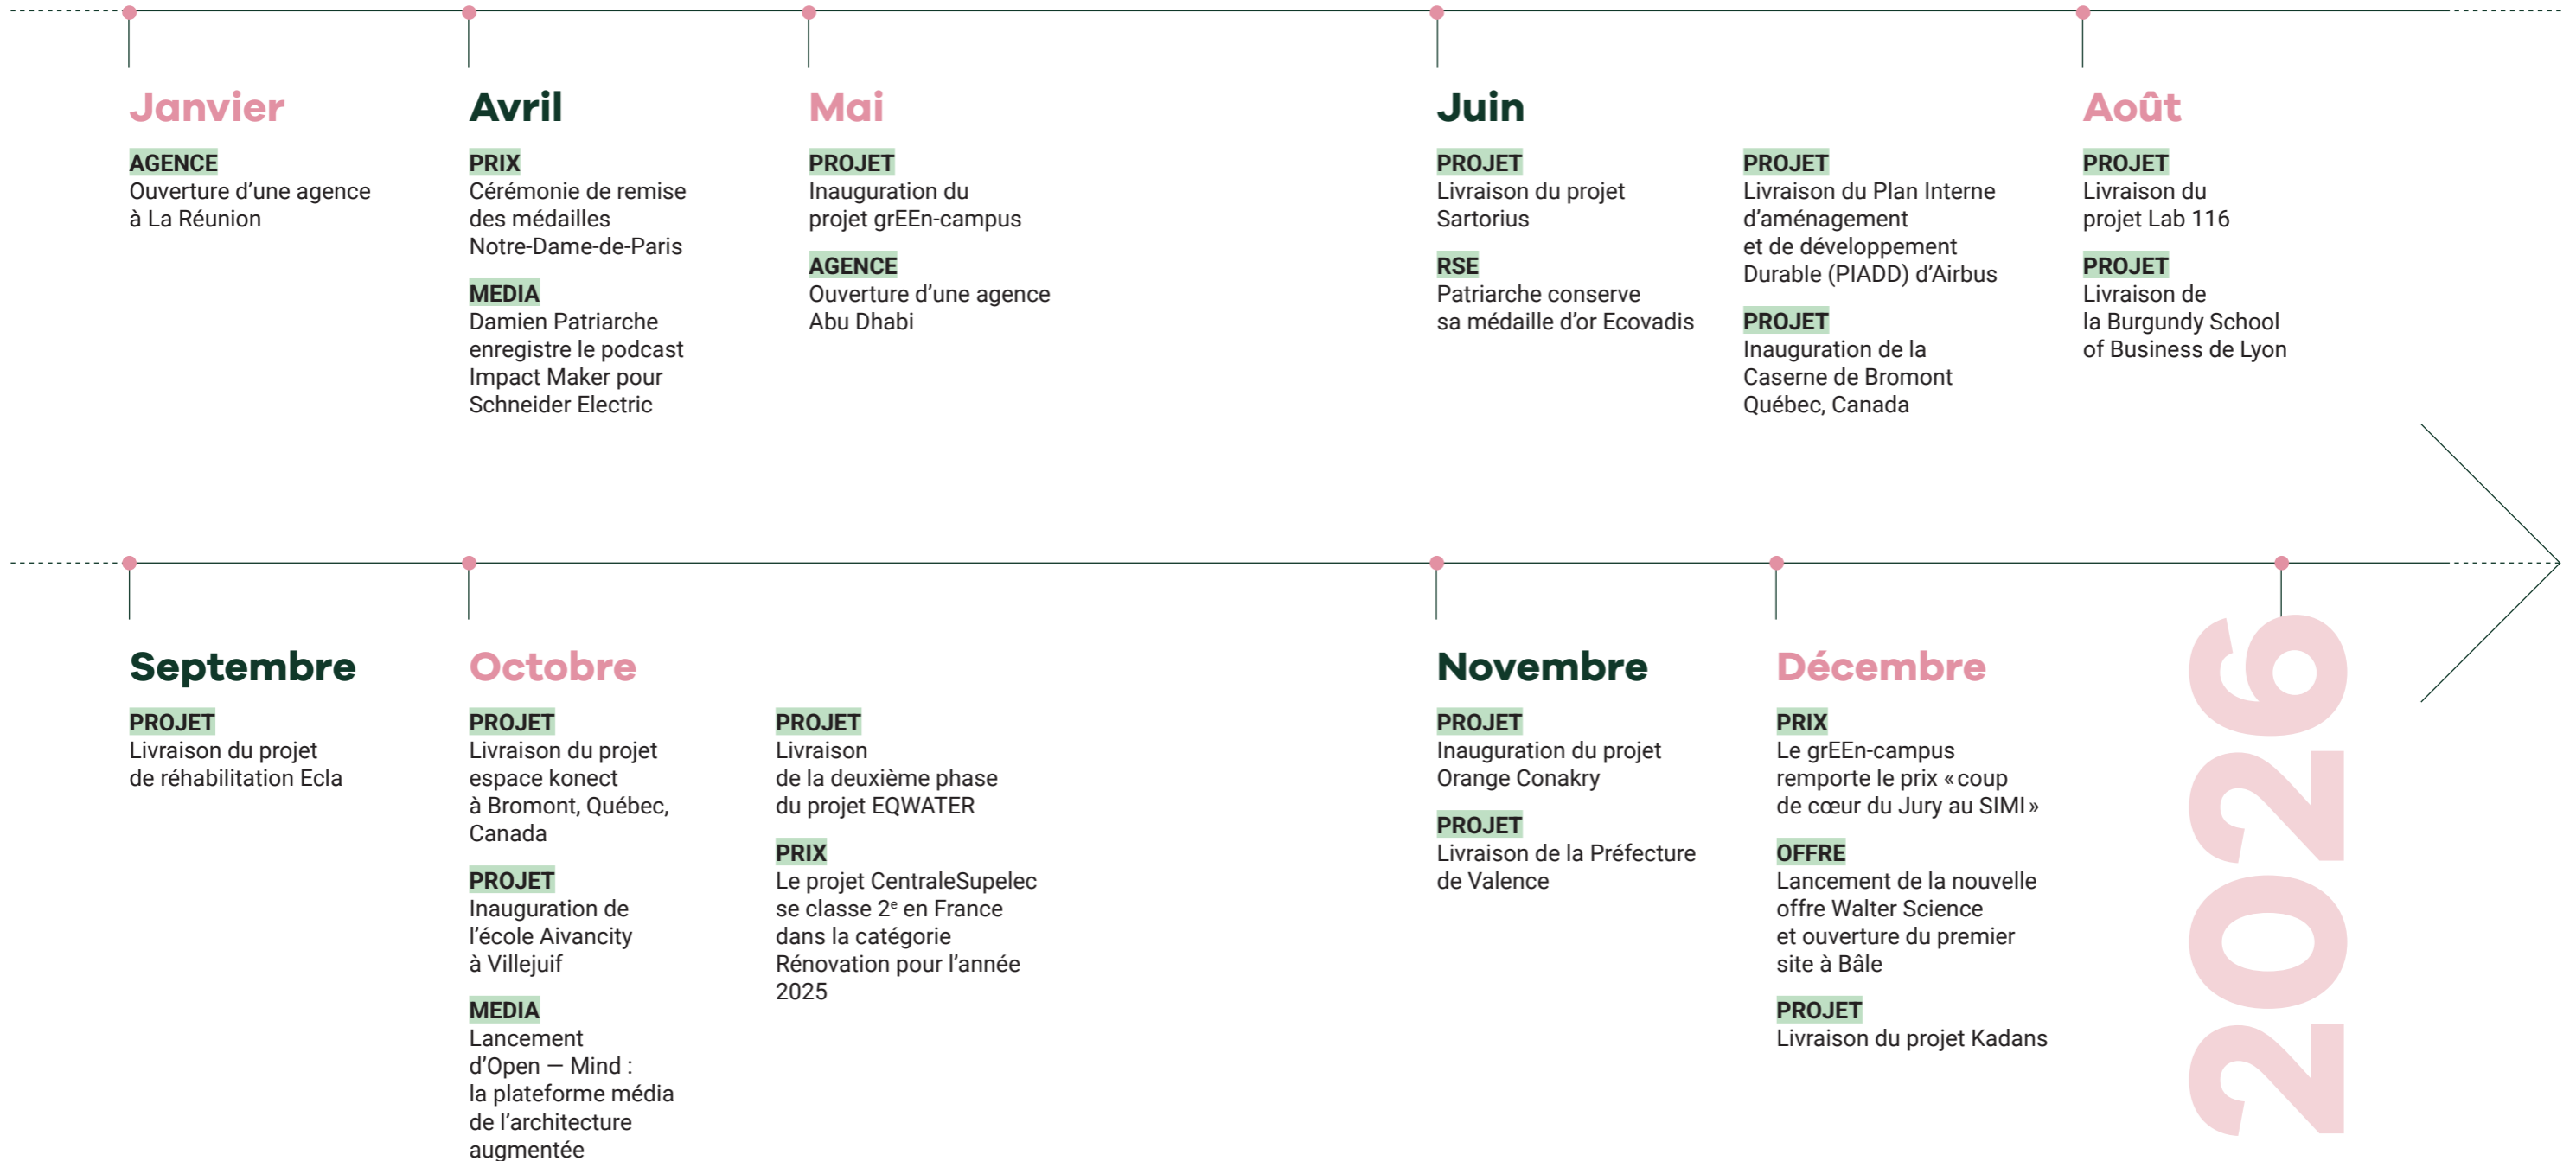 Janvier
AGENCE
Ouverture d’une agence
à La Réunion
Avril
PRIX
Cérémonie de remise
des médailles
Notre-Dame-de-Paris
MEDIA
Damien Patriarche
enregistre le podcast
Impact Maker pour
Schneider Electric
Mai
PROJET
Inauguration du
projet grEEn-campus
AGENCE
Ouverture d’une agence
Abu Dhabi
Juin
PROJET
Livraison du projet
Sartorius
RSE
Patriarche conserve
sa médaille d’or Ecovadis
PROJET
Livraison du Plan Interne
d’aménagement
et de développement
Durable (PIADD) d’Airbus
PROJET
Inauguration de la
Caserne de Bromont
Québec, Canada
Août
PROJET
Livraison du
projet Lab 116
PROJET
Livraison de
la Burgundy School
of Business de Lyon
Septembre
PROJET
Livraison du projet
de réhabilitation Ecla
Octobre
PROJET
Livraison du projet
espace konect
à Bromont, Québec,
Canada
PROJET
Inauguration de
l’école Aivancity
à Villejuif
MEDIA
Lancement
d’Open — Mind :
la plateforme média
de l’architecture
augmentée
PROJET
Livraison
de la deuxième phase
du projet EQWATER
PRIX
Le projet CentraleSupelec
se classe 2ᵉ en France
dans la catégorie
Rénovation pour l’année
2025
Novembre
PROJET
Inauguration du projet
Orange Conakry
PROJET
Livraison de la Préfecture
de Valence
Décembre
PRIX
Le grEEn-campus
remporte le prix «coup
de cœur du Jury au SIMI»
OFFRE
Lancement de la nouvelle
offre Walter Science
et ouverture du premier
site à Bâle
PROJET
Livraison du projet Kadans
2026